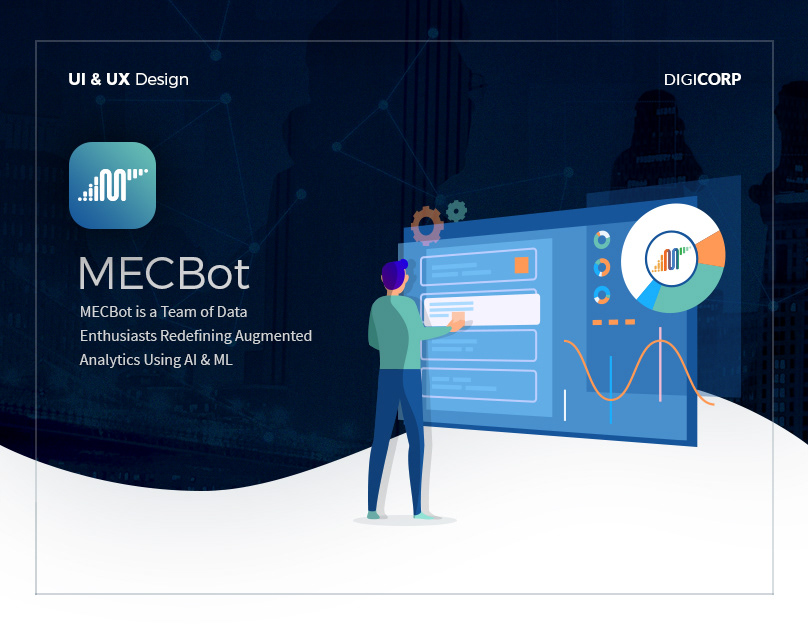 UI & UX Design
DIGICORP
MECBot
MECBot is a Team of Data
Enthusiasts Redefining Augmented
Analytics Using AI & ML